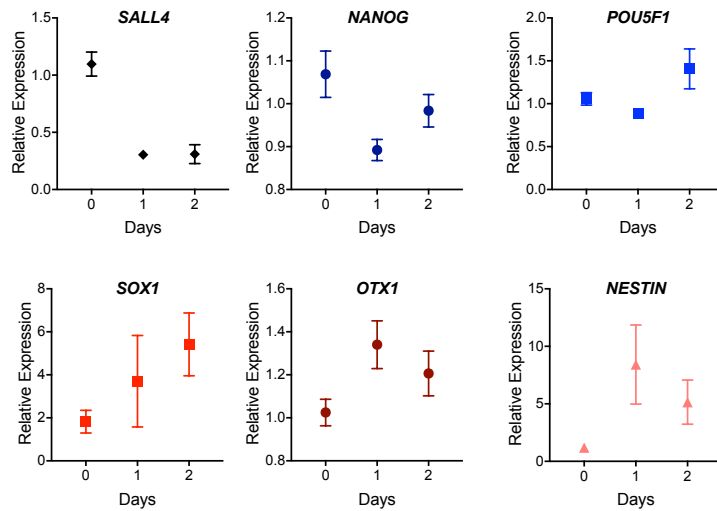 SALL4
Relative Expression
1.5
1.0
0.5
0.0
0 1 2
Days
NANOG
Relative Expression
1.2
1.1
1.0
0.9
0.8
0 1 2
Days
POU5F1
Relative Expression
2.0
1.5
1.0
0.5
0.0
0 1 2
Days
SOX1
Relative Expression
8
6
4
2
0
0 1 2
Days
OTX1
Relative Expression
1.6
1.4
1.2
1.0
0.8
0 1 2
Days
NESTIN
Relative Expression
15
10
5
0
0 1 2
Days